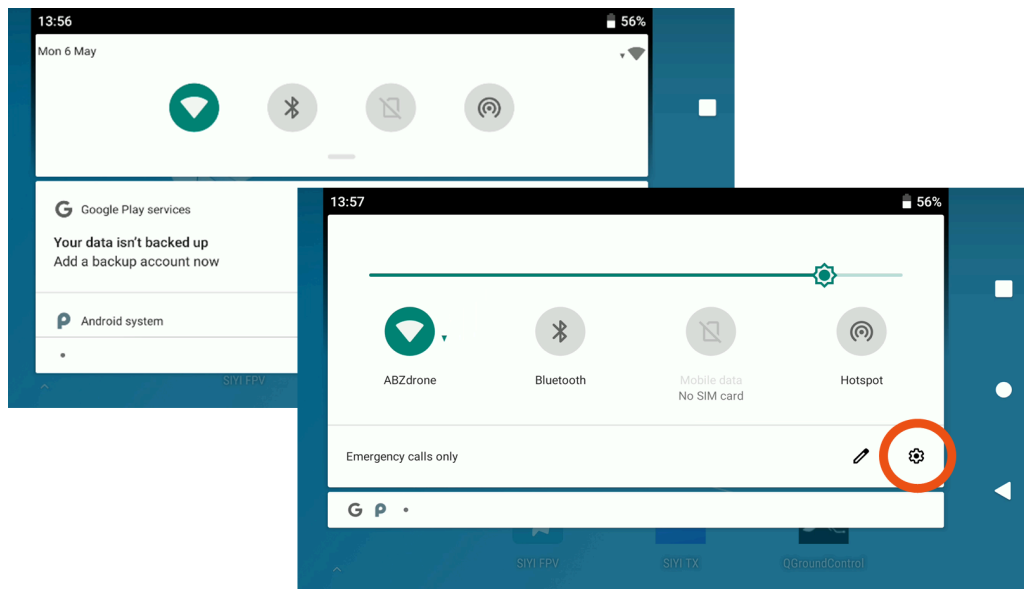 13:56
56%
Mon 6 May
Google Play services
Your data isn't backed up
Add a backup account now
Android system
SIYI FPV
13:57
56%
ABZdrone
Bluetooth
Mobile data
Hotspot
No SIM card
Emergency calls only
SIYI FPV
SIYI TX
QGroundControl